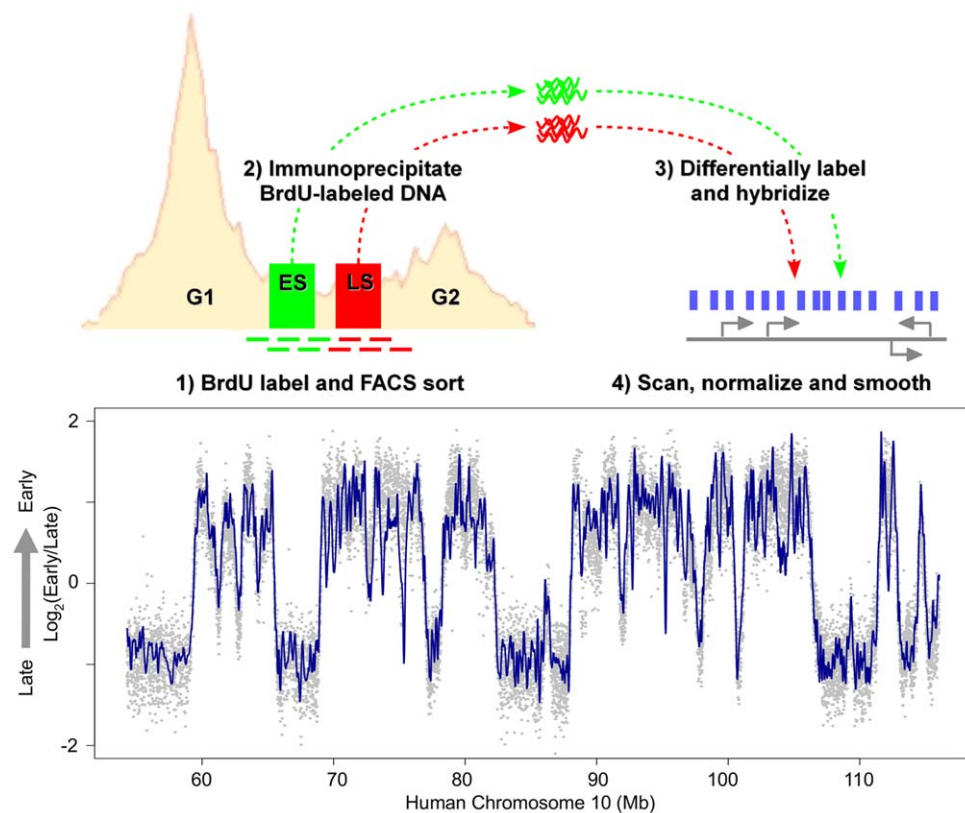 2) Immunoprecipitate
BrdU-labeled DNA
3) Differentially label
and hybridize
G1
ES
LS
G2
1) BrdU label and FACS sort
4) Scan, normalize and smooth
Late
Early
Log2(Early/Late)
2
0
-2
60
70
80
90
100
110
Human Chromosome 10 (Mb)